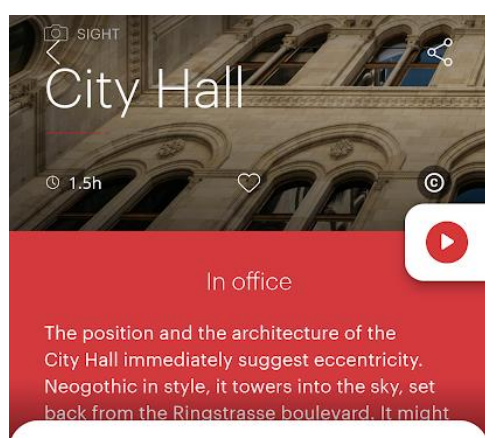 SIGHT
City Hall
1.5h
©
In office
The position and the architecture of the
City Hall immediately suggest eccentricity.
Neogothic in style, it towers into the sky, set
back from the Ringstrasse boulevard. It might